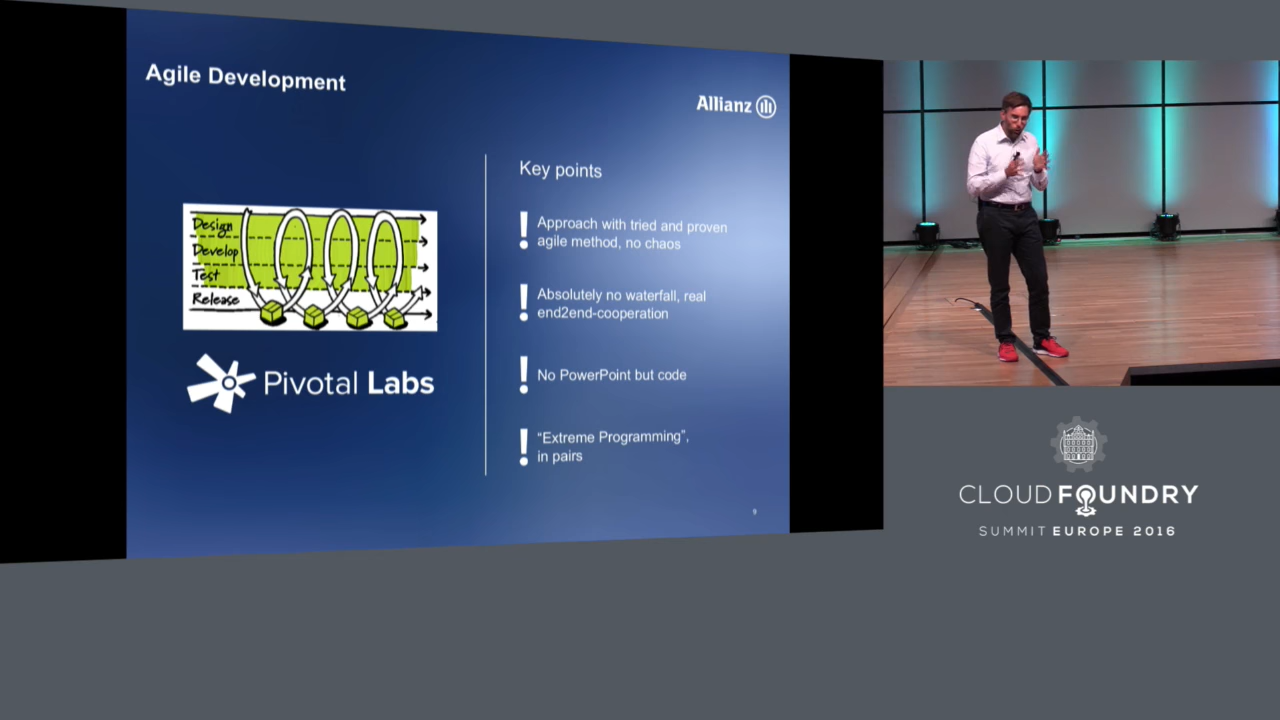 Agile Development
Allianz
Design
Develop
Test
Release
Pivotal Labs
Key points
Approach with tried and proven
agile method, no chaos
Absolutely no waterfall, real
end2end-cooperation
No PowerPoint but code
“Extreme Programming”,
in pairs
9
CLOUD FOUNDRY
SUMMIT EUROPE 2016